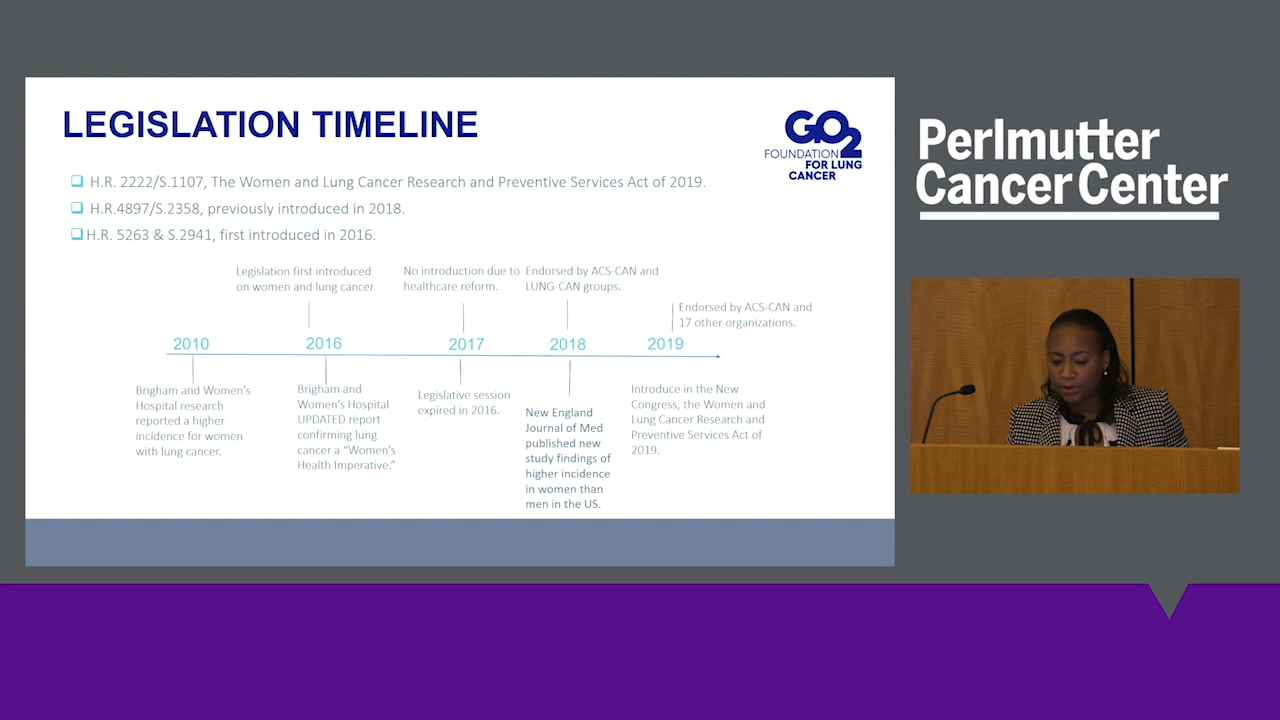 LEGISLATION TIMELINE
GO2
FOUNDATION
FOR LUNG
CANCER
H.R. 2222/S.1107, The Women and Lung Cancer Research and Preventive Services Act of 2019.
H.R.4897/S.2358, previously introduced in 2018.
H.R. 5263 & S.2941, first introduced in 2016.
Legislation first introduced
on women and lung cancer.
No introduction due to
healthcare reform.
Endorsed by ACS-CAN and
LUNG-CAN groups.
Endorsed by ACS-CAN and
17 other organizations.
2010
2016
2017
2018
2019
Brigham and Women's
Hospital research
reported a higher
incidence for women
with lung cancer.
Brigham and
Women's Hospital
UPDATED report
confirming lung
cancer a “Women's
Health Imperative.”
Legislative session
expired in 2016.
New England
Journal of Med
published new
study findings of
higher incidence
in women than
men in the US.
Introduce in the New
Congress, the Women and
Lung Cancer Research and
Preventive Services Act of
2019.
Perlmutter
Cancer Center